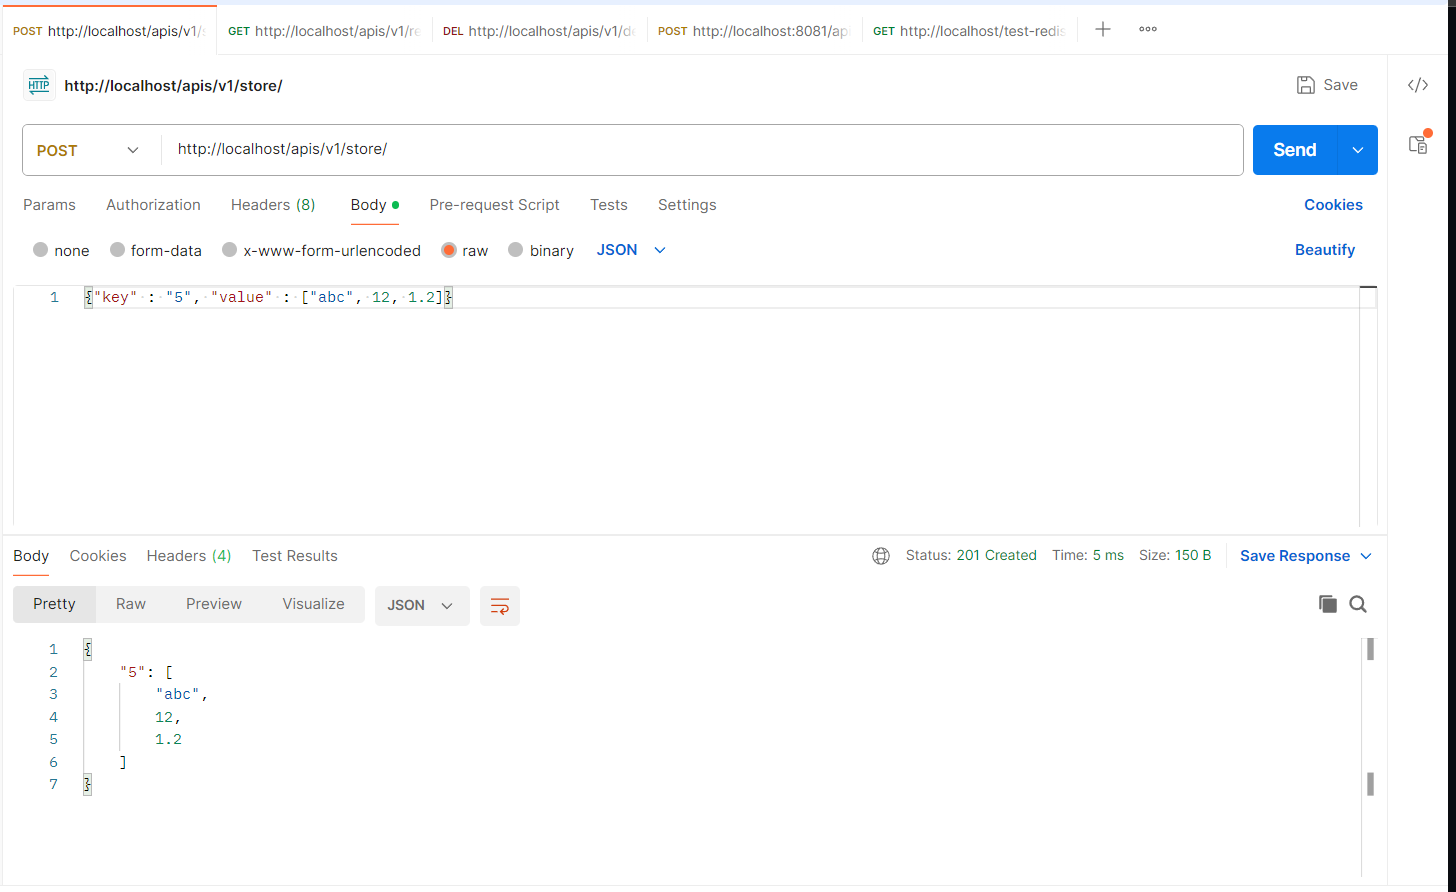 POST http://localhost/apis/v1/s GET http://localhost/apis/v1/re DEL http://localhost/apis/v1/de POST http://localhost:8081/api GET http://localhost/test-redis
HTTP http://localhost/apis/v1/store/ Save
POST http://localhost/apis/v1/store/ Send
Params Authorization Headers (8) Body Pre-request Script Tests Settings Cookies
none form-data x-www-form-urlencoded raw binary JSON Beautify
1 {"key" : "5", "value" : ["abc", 12, 1.2]}
Body Cookies Headers (4) Test Results Status: 201 Created Time: 5 ms Size: 150 B Save Response
Pretty Raw Preview Visualize JSON
1 {
2 "5": [
3 "abc",
4 12,
5 1.2
6 ]
7 }